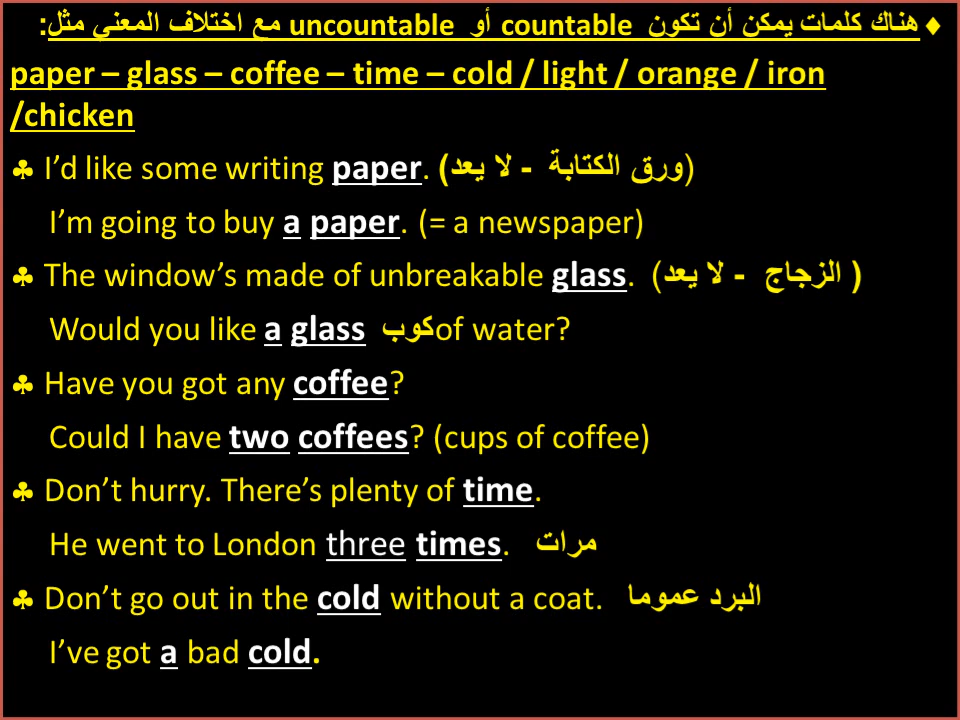 ♦ هناك كلمات يمكن أن تكون countable أو uncountable مع اختلاف المعني مثل:
paper – glass – coffee – time – cold / light / orange / iron
/chicken
♣ I’d like some writing paper. (ورق الكتابة - لا يعد)
I’m going to buy a paper. (= a newspaper)
♣ The window’s made of unbreakable glass. (الزجاج - لا يعد)
Would you like a glass كوب of water?
♣ Have you got any coffee?
Could I have two coffees? (cups of coffee)
♣ Don’t hurry. There’s plenty of time.
He went to London three times. مرات
♣ Don’t go out in the cold without a coat. البرد عموما
I’ve got a bad cold.